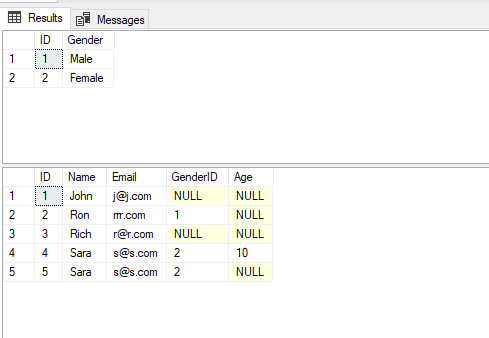 Results Messages
ID Gender
1 1 Male
2 2 Female
ID Name Email GenderID Age
1 1 John j@j.com NULL NULL
2 2 Ron rrr.com 1 NULL
3 3 Rich r@r.com NULL NULL
4 4 Sara s@s.com 2 10
5 5 Sara s@s.com 2 NULL